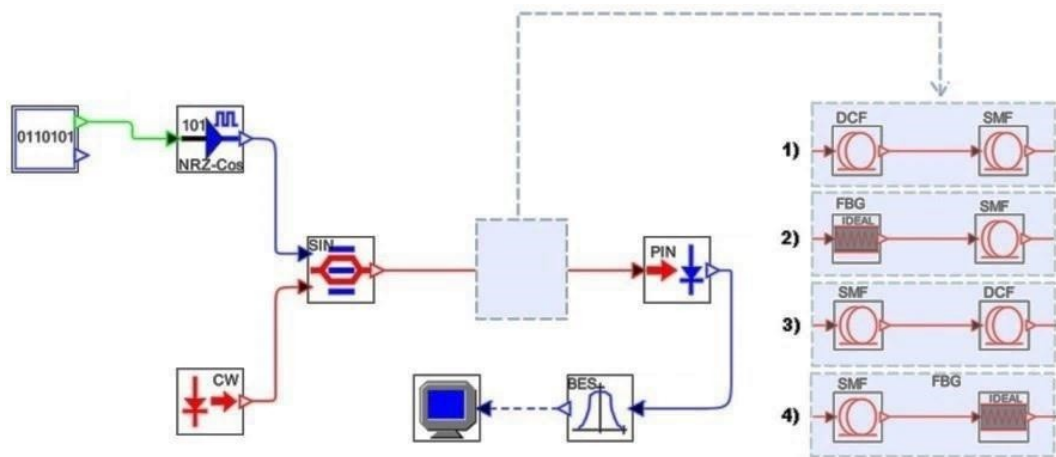 0110101
101
NRZ-Cos
SIN
CW
PIN
BES
1)
DCF
SMF
2)
FBG
IDEAL
SMF
3)
SMF
DCF
4)
SMF
FBG
IDEAL